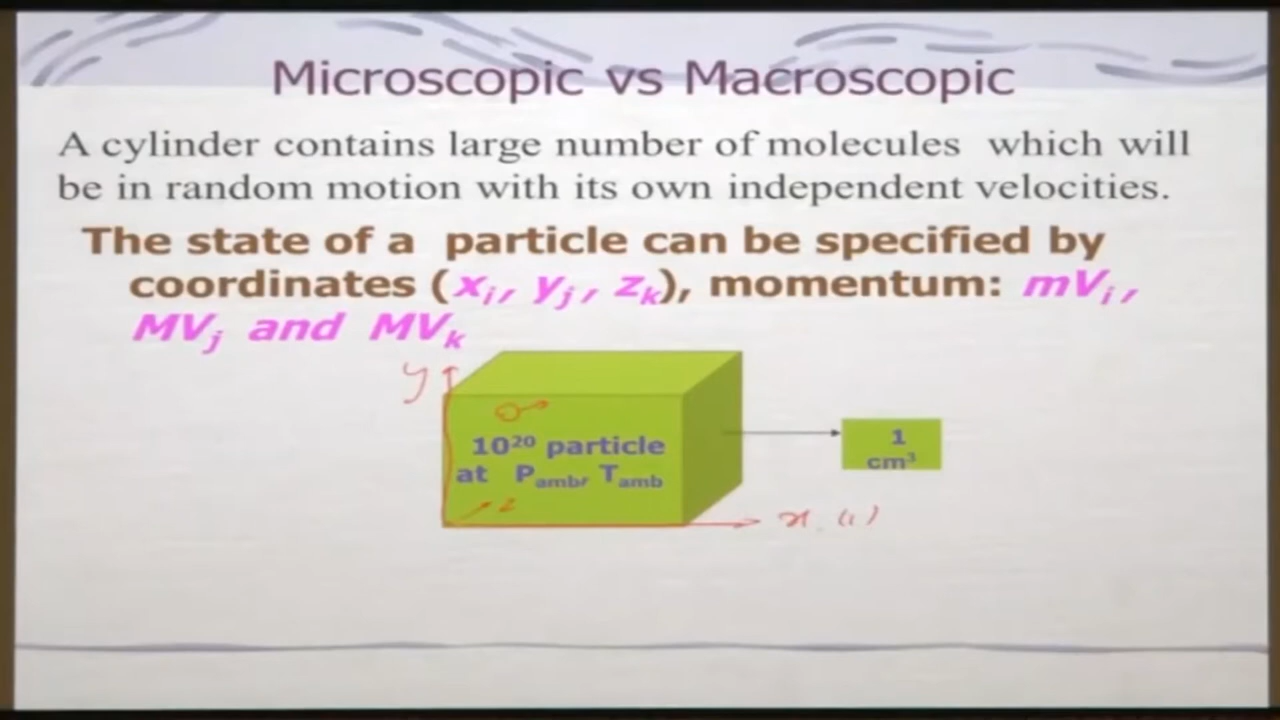 Microscopic vs Macroscopic
A cylinder contains large number of molecules which will
be in random motion with its own independent velocities.
The state of a particle can be specified by
coordinates (xᵢ, yⱼ, zₖ), momentum: mVᵢ,
MVⱼ and MVₖ
y
10²⁰ particle
at P_amb, T_amb
1
cm³
z
x (i)